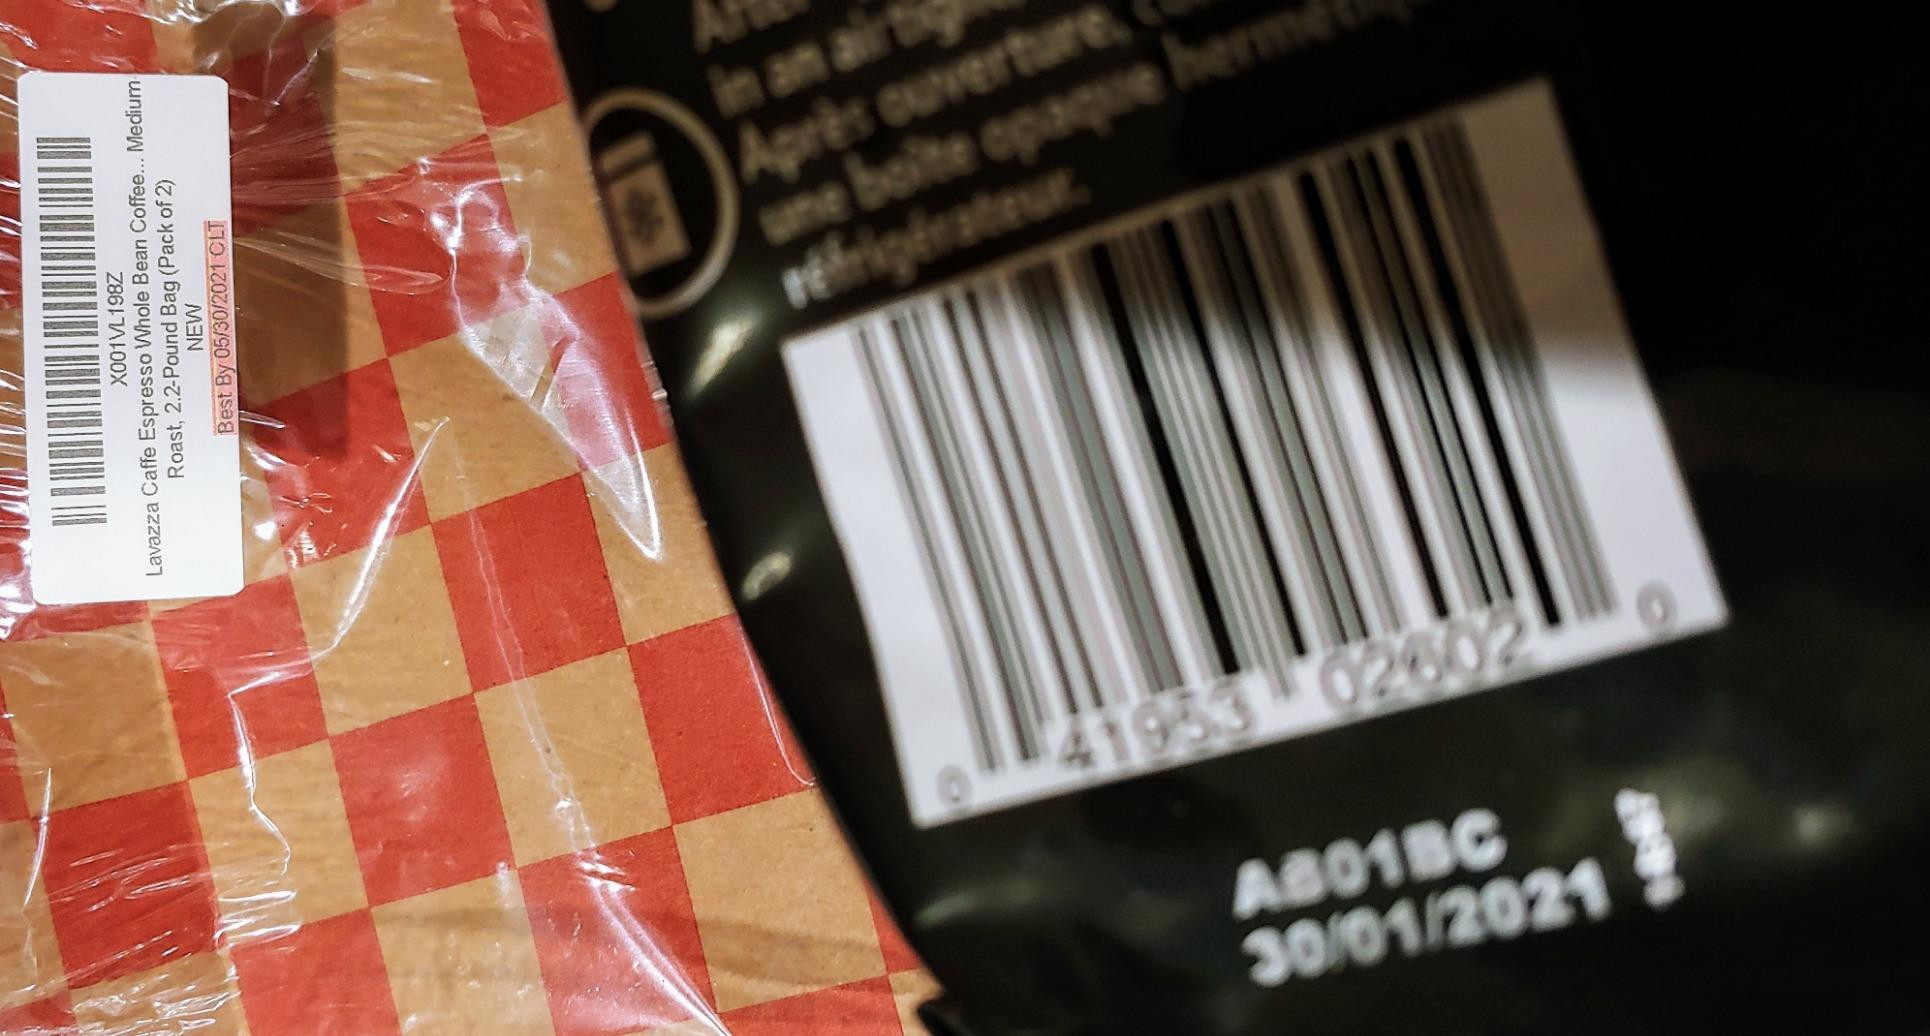 X001VL198Z
Lavazza Caffe Espresso Whole Bean Coffee... Medium
Roast, 2.2-Pound Bag (Pack of 2)
NEW
Best By 05/30/2021 CLT
in an airtight
Après ouverture,
une boîte opaque hermétique
réfrigérateur.
0 41953 02602 0
30/01/2021